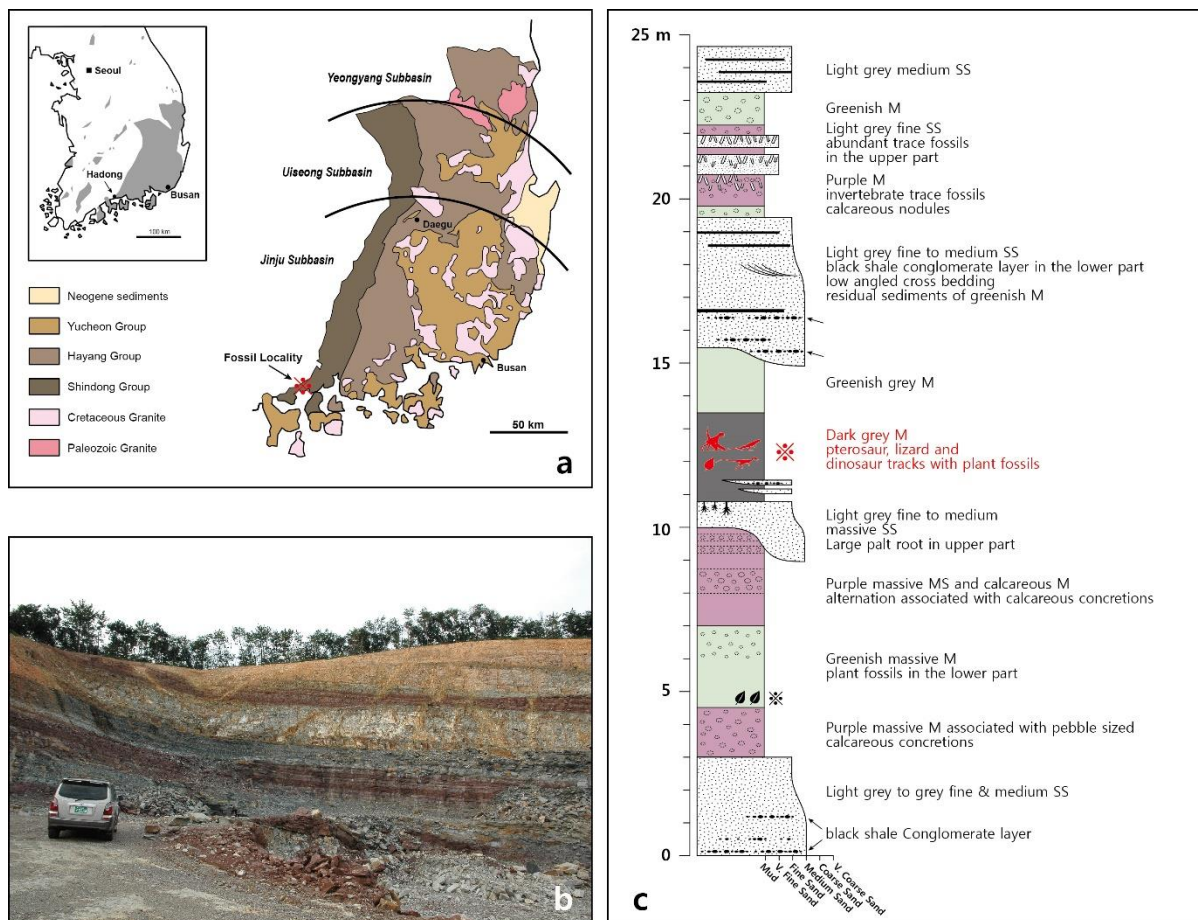 Seoul
Hadong
Busan
100 km
Yeongyang Subbasin
Uiseong Subbasin
Daegu
Jinju Subbasin
Neogene sediments
Yucheon Group
Hayang Group
Shindong Group
Cretaceous Granite
Paleozoic Granite
Fossil Locality
Busan
50 km
a
b
25 m
Light grey medium SS
Greenish M
Light grey fine SS
abundant trace fossils
in the upper part
20
Purple M
invertebrate trace fossils
calcareous nodules
Light grey fine to medium SS
black shale conglomerate layer in the lower part
low angled cross bedding
residual sediments of greenish M
15
Greenish grey M
Dark grey M
pterosaur, lizard and
dinosaur tracks with plant fossils
10
Light grey fine to medium
massive SS
Large palt root in upper part
Purple massive MS and calcareous M
alternation associated with calcareous concretions
Greenish massive M
plant fossils in the lower part
5
Purple massive M associated with pebble sized
calcareous concretions
Light grey to grey fine & medium SS
black shale Conglomerate layer
0
Mud
V. Fine Sand
Fine Sand
Medium Sand
Coarse Sand
V. Coarse Sand
c